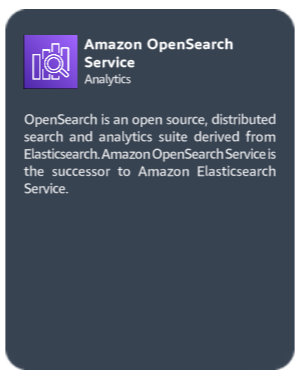 Amazon OpenSearch
Service
Analytics
OpenSearch is an open source, distributed
search and analytics suite derived from
Elasticsearch. Amazon OpenSearch Service is
the successor to Amazon Elasticsearch
Service.